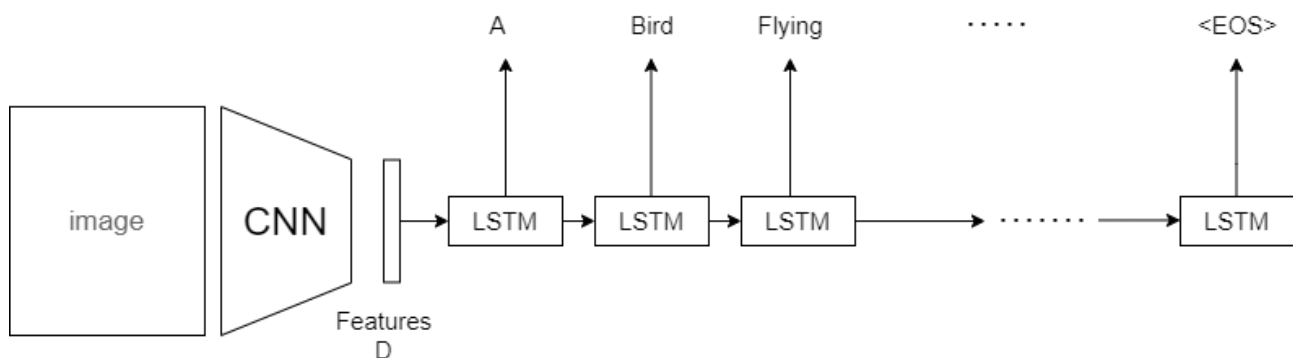 A Bird Flying ..... <EOS>
image CNN LSTM LSTM LSTM ....... LSTM
Features
D